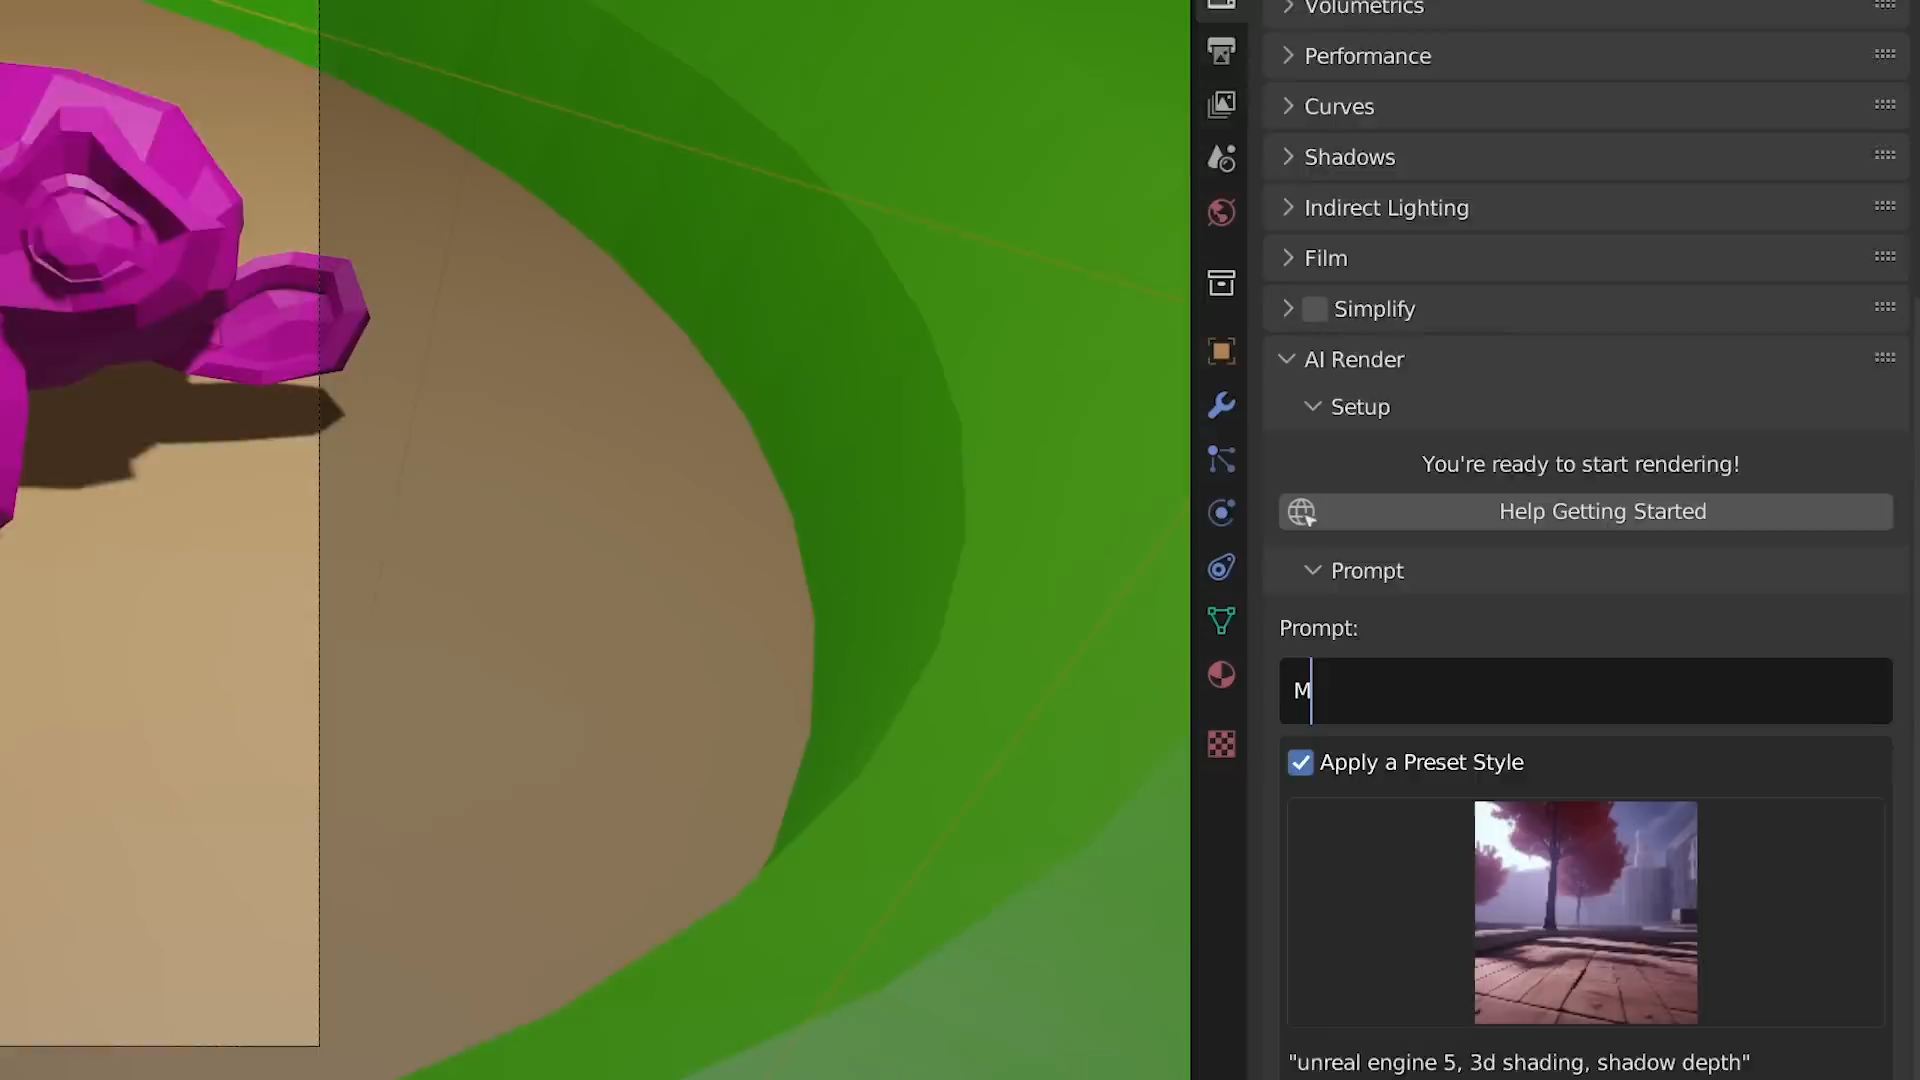 Volumetrics
Performance
Curves
Shadows
Indirect Lighting
Film
Simplify
AI Render
Setup
You're ready to start rendering!
Help Getting Started
Prompt
Prompt:
M
Apply a Preset Style
"unreal engine 5, 3d shading, shadow depth"